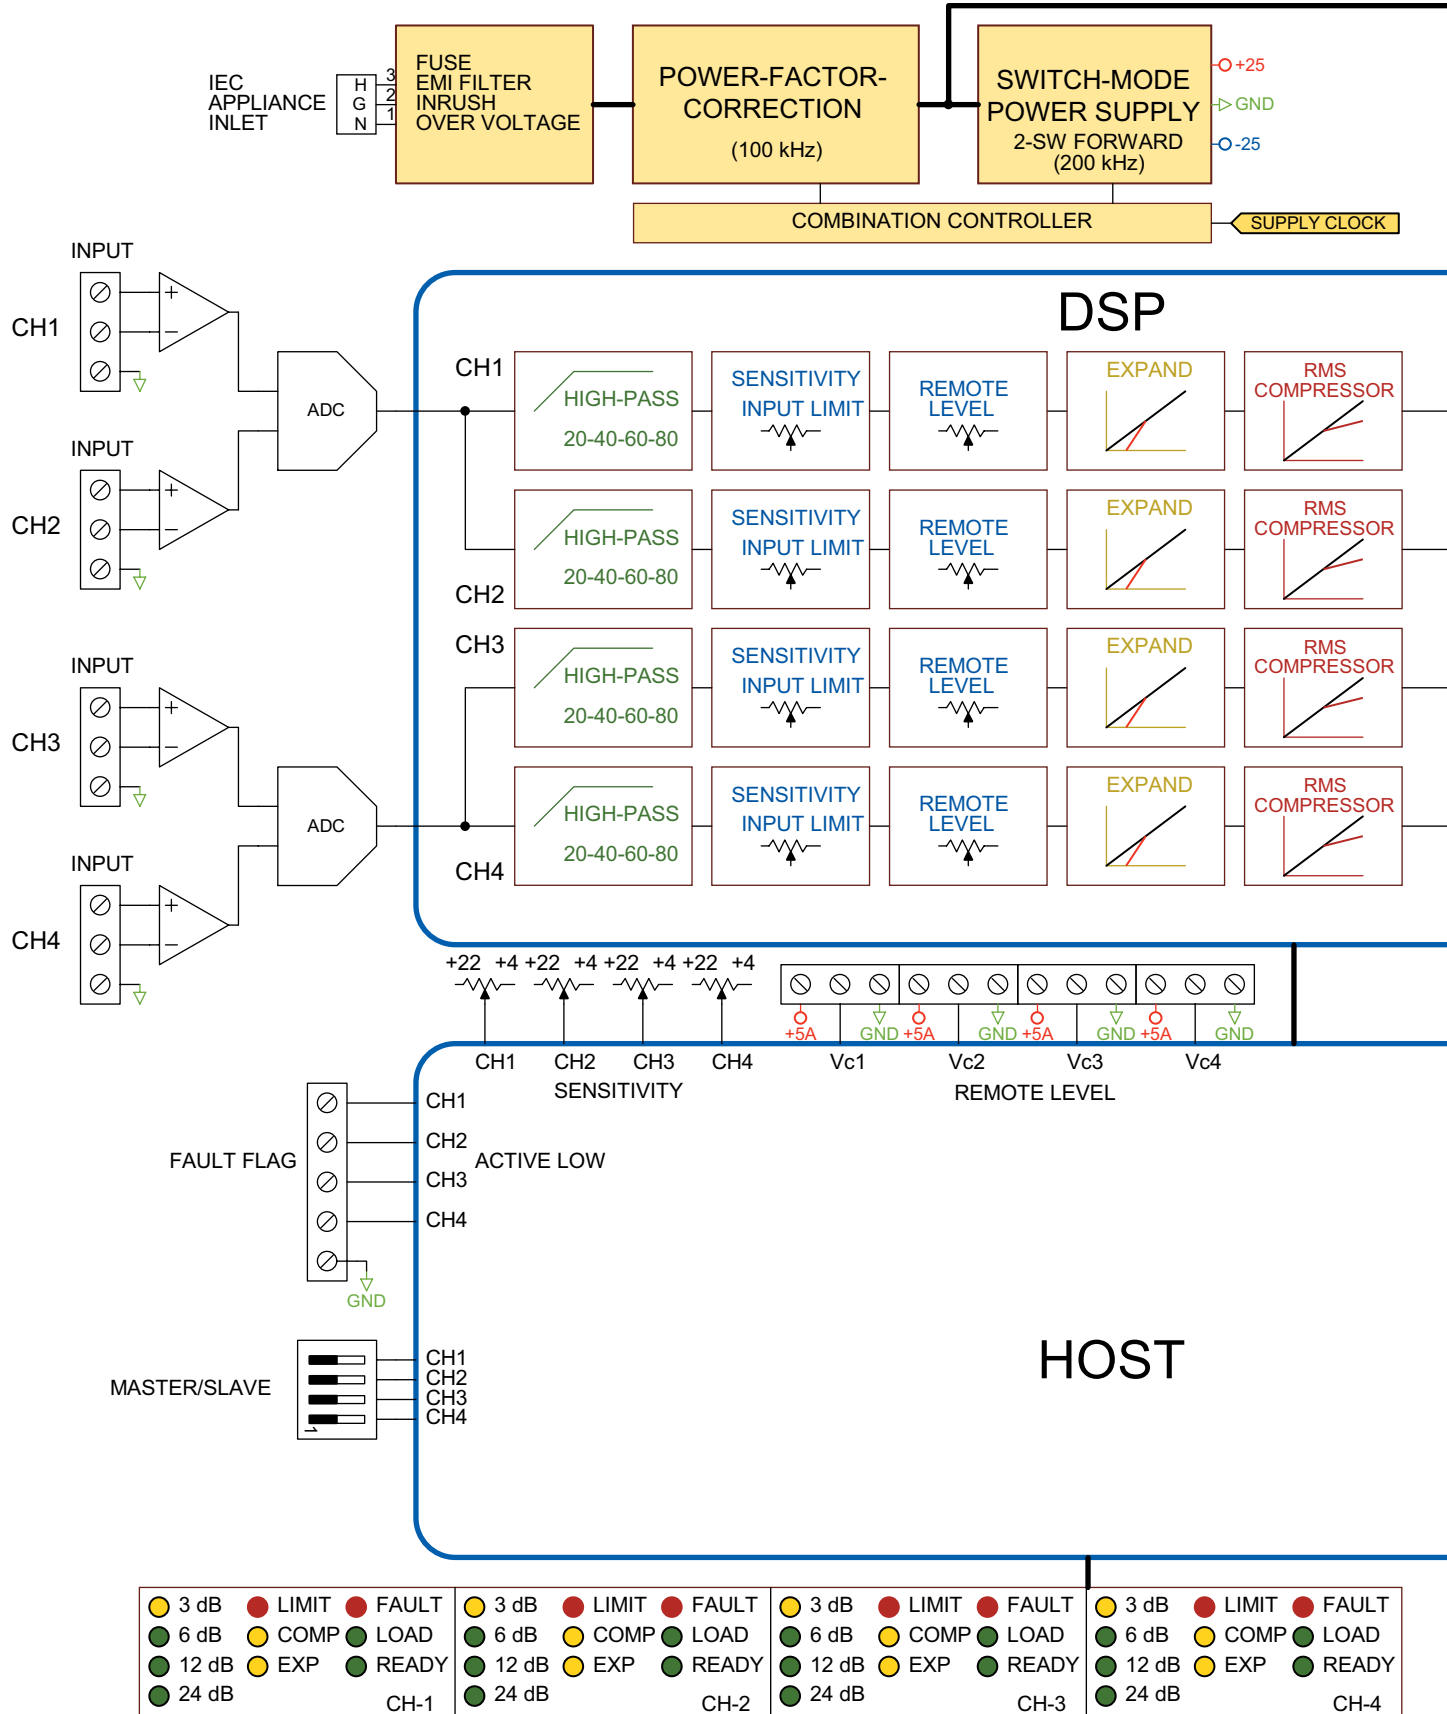 IEC
APPLIANCE
INLET
H
G
N
3
2
1
FUSE
EMI FILTER
INRUSH
OVER VOLTAGE
POWER-FACTOR-
CORRECTION
(100 kHz)
SWITCH-MODE
POWER SUPPLY
2-SW FORWARD
(200 kHz)
+25
GND
-25
COMBINATION CONTROLLER
SUPPLY CLOCK
INPUT
CH1
+
−
INPUT
CH2
+
−
ADC
INPUT
CH3
+
−
INPUT
CH4
+
−
ADC
DSP
CH1
HIGH-PASS
20-40-60-80
SENSITIVITY
INPUT LIMIT
REMOTE
LEVEL
EXPAND
RMS
COMPRESSOR
CH2
HIGH-PASS
20-40-60-80
SENSITIVITY
INPUT LIMIT
REMOTE
LEVEL
EXPAND
RMS
COMPRESSOR
CH3
HIGH-PASS
20-40-60-80
SENSITIVITY
INPUT LIMIT
REMOTE
LEVEL
EXPAND
RMS
COMPRESSOR
CH4
HIGH-PASS
20-40-60-80
SENSITIVITY
INPUT LIMIT
REMOTE
LEVEL
EXPAND
RMS
COMPRESSOR
+22 +4 +22 +4 +22 +4 +22 +4
+5A GND +5A GND +5A GND +5A GND
CH1 CH2 CH3 CH4
SENSITIVITY
Vc1 Vc2 Vc3 Vc4
REMOTE LEVEL
FAULT FLAG
CH1
CH2
CH3
CH4
ACTIVE LOW
GND
MASTER/SLAVE
1
CH1
CH2
CH3
CH4
HOST
3 dB LIMIT FAULT
6 dB COMP LOAD
12 dB EXP READY
24 dB
CH-1
3 dB LIMIT FAULT
6 dB COMP LOAD
12 dB EXP READY
24 dB
CH-2
3 dB LIMIT FAULT
6 dB COMP LOAD
12 dB EXP READY
24 dB
CH-3
3 dB LIMIT FAULT
6 dB COMP LOAD
12 dB EXP READY
24 dB
CH-4